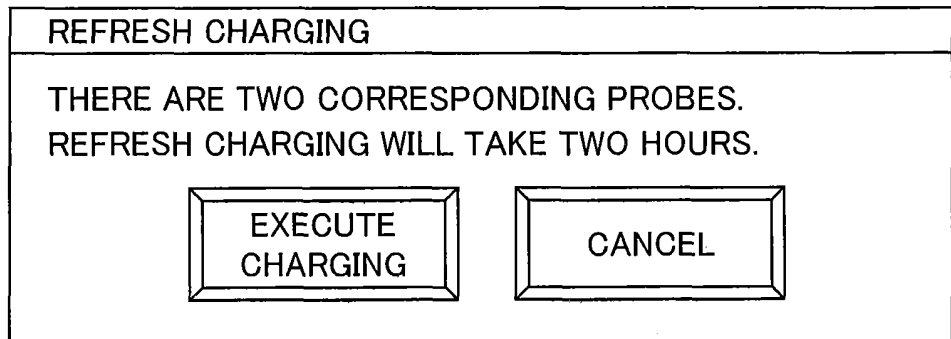 REFRESH CHARGING
THERE ARE TWO CORRESPONDING PROBES.
REFRESH CHARGING WILL TAKE TWO HOURS.
EXECUTE
CHARGING
CANCEL